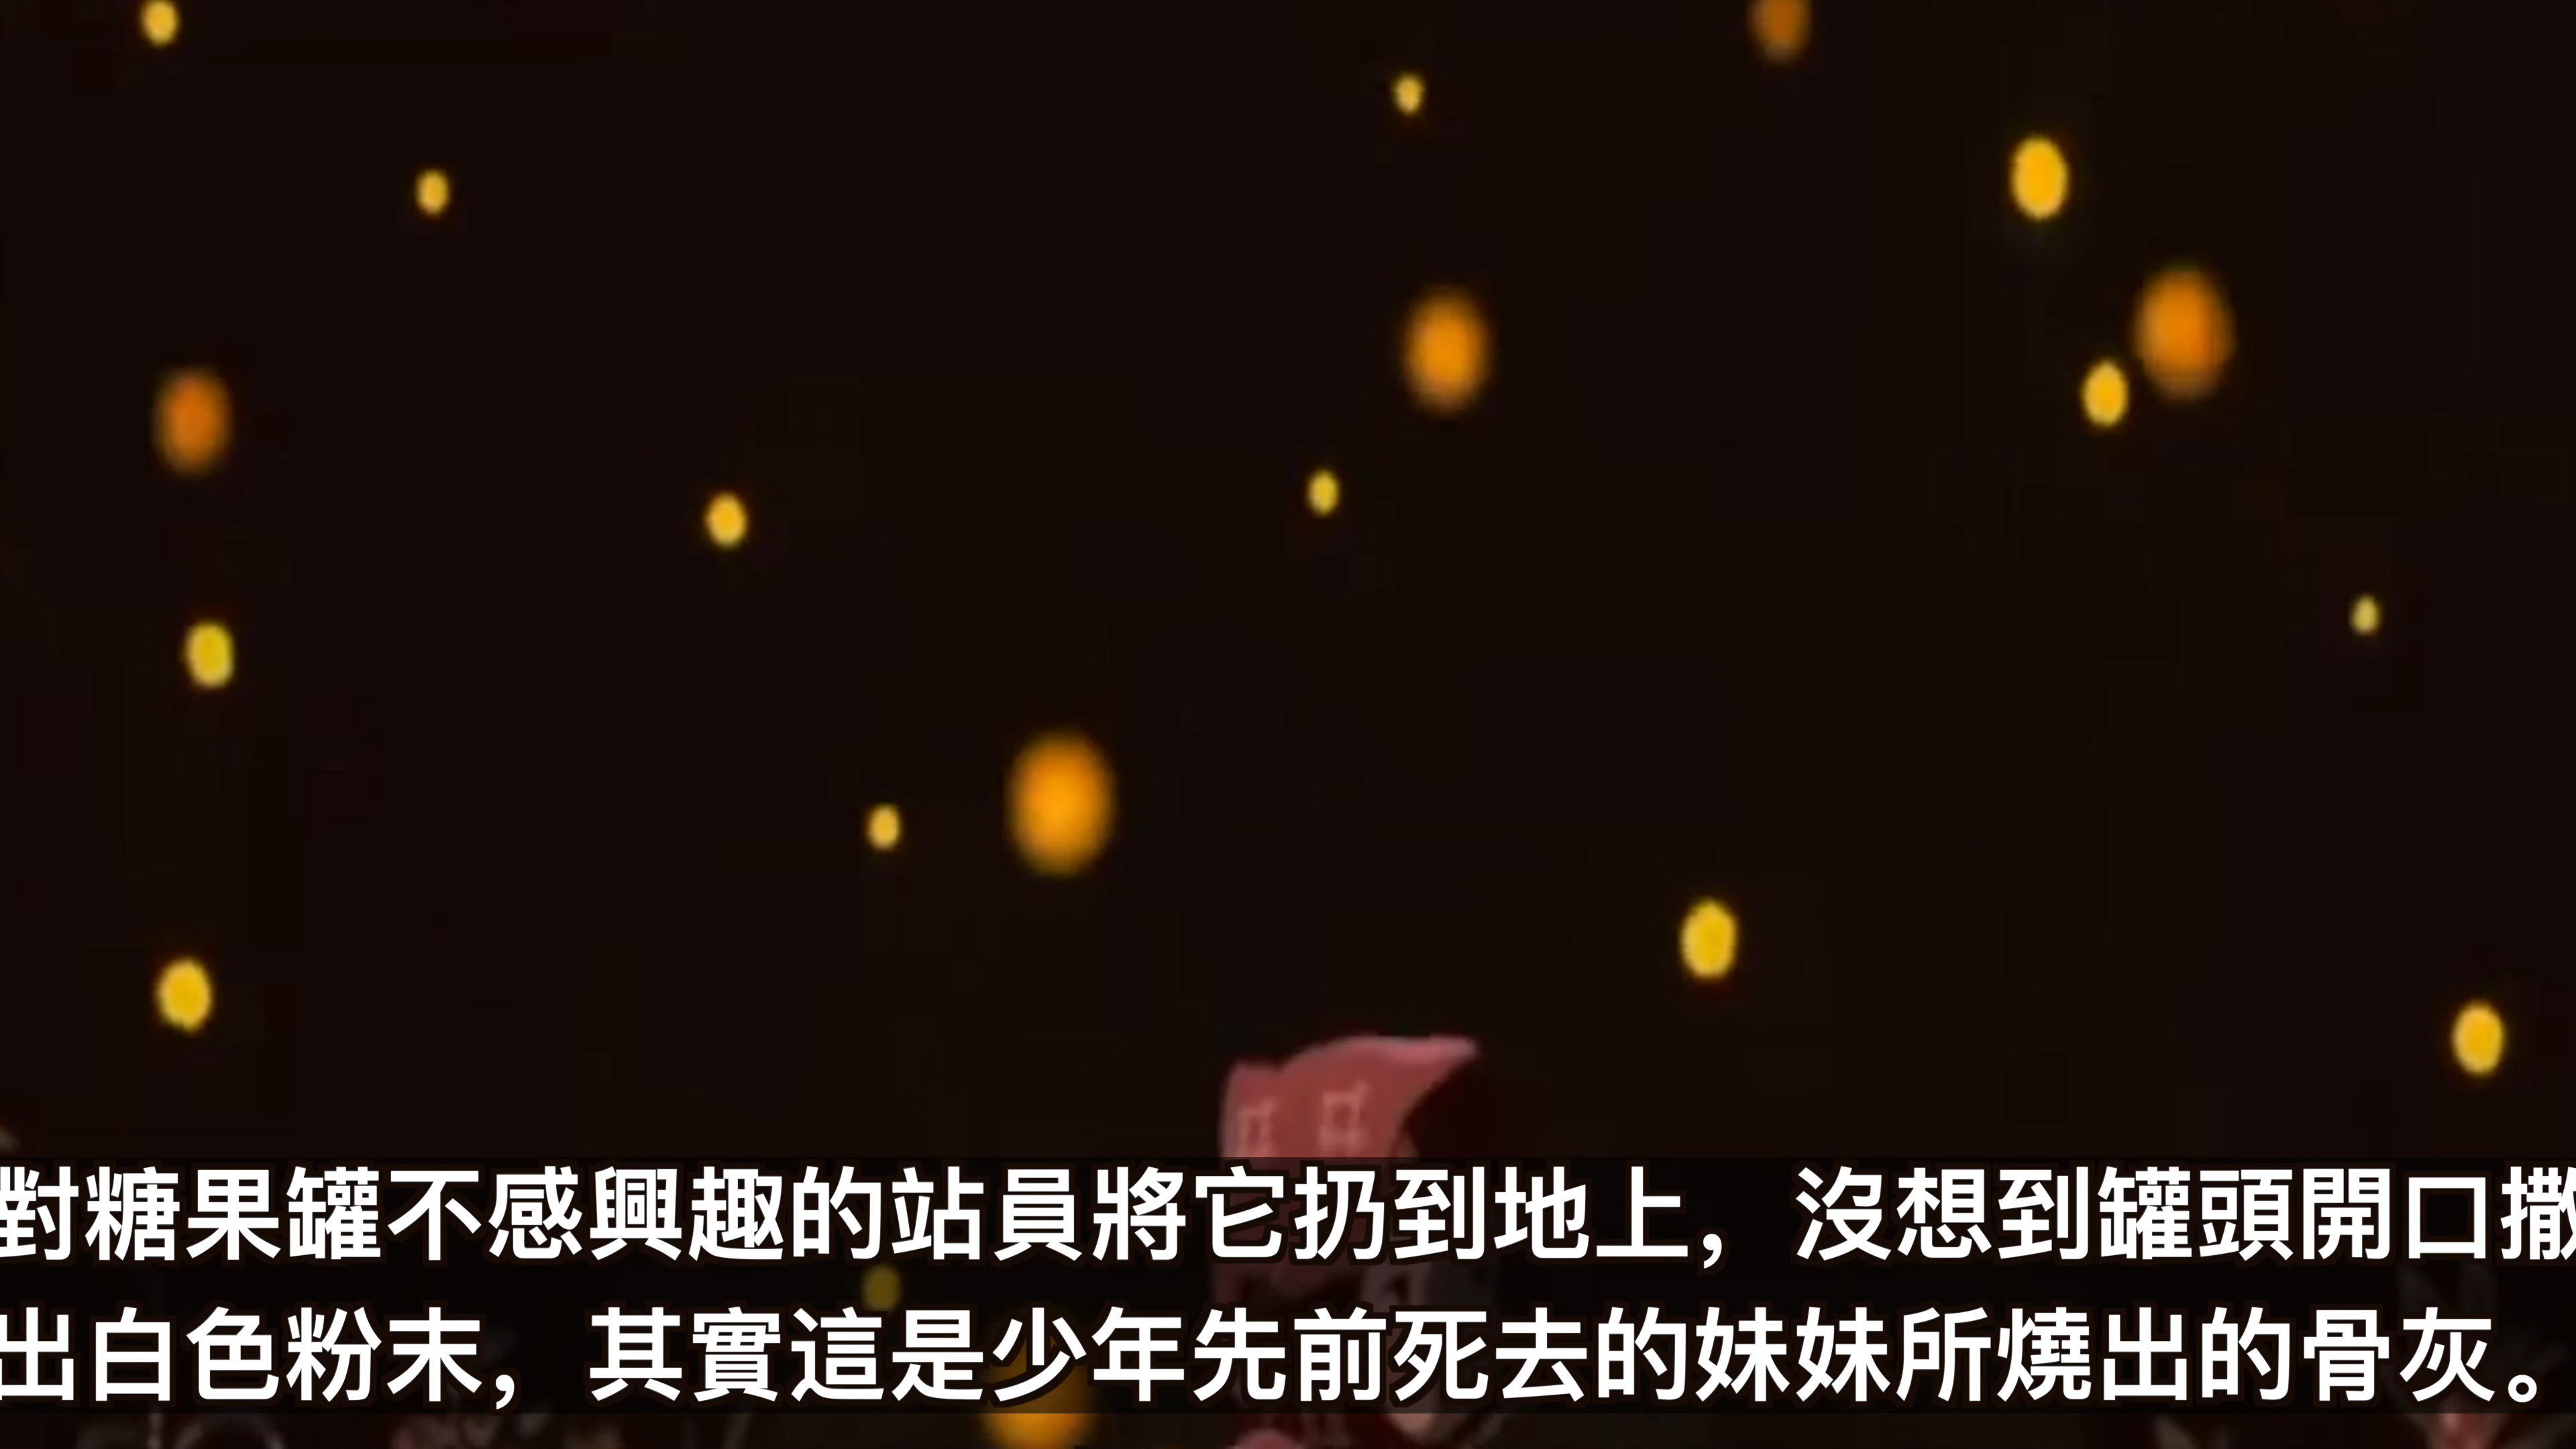 對糖果罐不感興趣的站員將它扔到地上，沒想到罐頭開口撒
出白色粉末，其實這是少年先前死去的妹妹所燒出的骨灰。